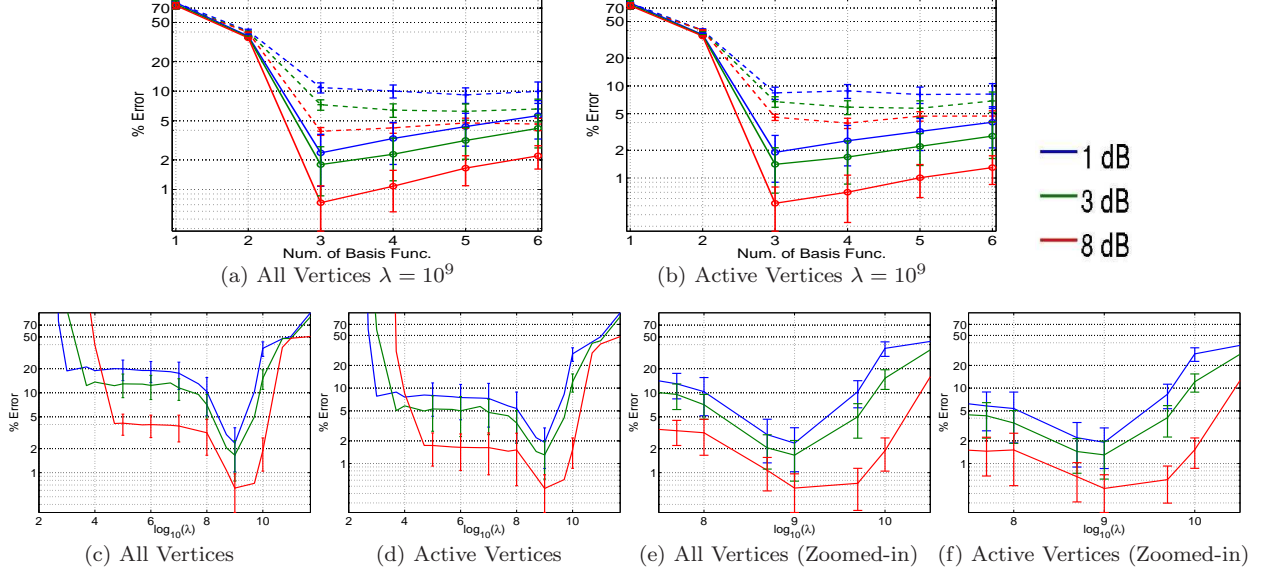 70
50
20
10
5
2
1
% Error
1 2 3 4 5 6
Num. of Basis Func.
(a) All Vertices λ = 10⁹
70
50
20
10
5
2
1
% Error
1 2 3 4 5 6
Num. of Basis Func.
(b) Active Vertices λ = 10⁹
1 dB
3 dB
8 dB
70
50
20
10
5
2
1
% Error
2 4 6 8 10
log₁₀(λ)
(c) All Vertices
70
50
20
10
5
2
1
% Error
2 4 6 8 10
log₁₀(λ)
(d) Active Vertices
70
50
20
10
5
2
1
% Error
8 9 10
log₁₀(λ)
(e) All Vertices (Zoomed-in)
70
50
20
10
5
2
1
% Error
8 9 10
log₁₀(λ)
(f) Active Vertices (Zoomed-in)